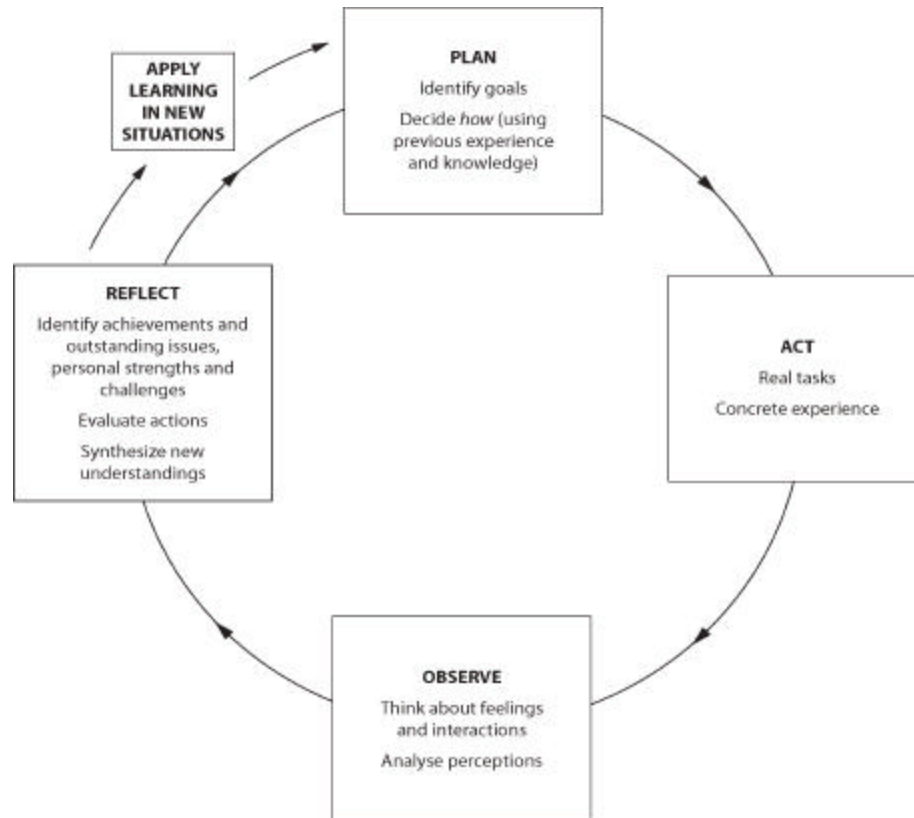 APPLY
LEARNING
IN NEW
SITUATIONS
PLAN
Identify goals
Decide how (using
previous experience
and knowledge)
ACT
Real tasks
Concrete experience
OBSERVE
Think about feelings
and interactions
Analyse perceptions
REFLECT
Identify achievements and
outstanding issues,
personal strengths and
challenges
Evaluate actions
Synthesize new
understandings